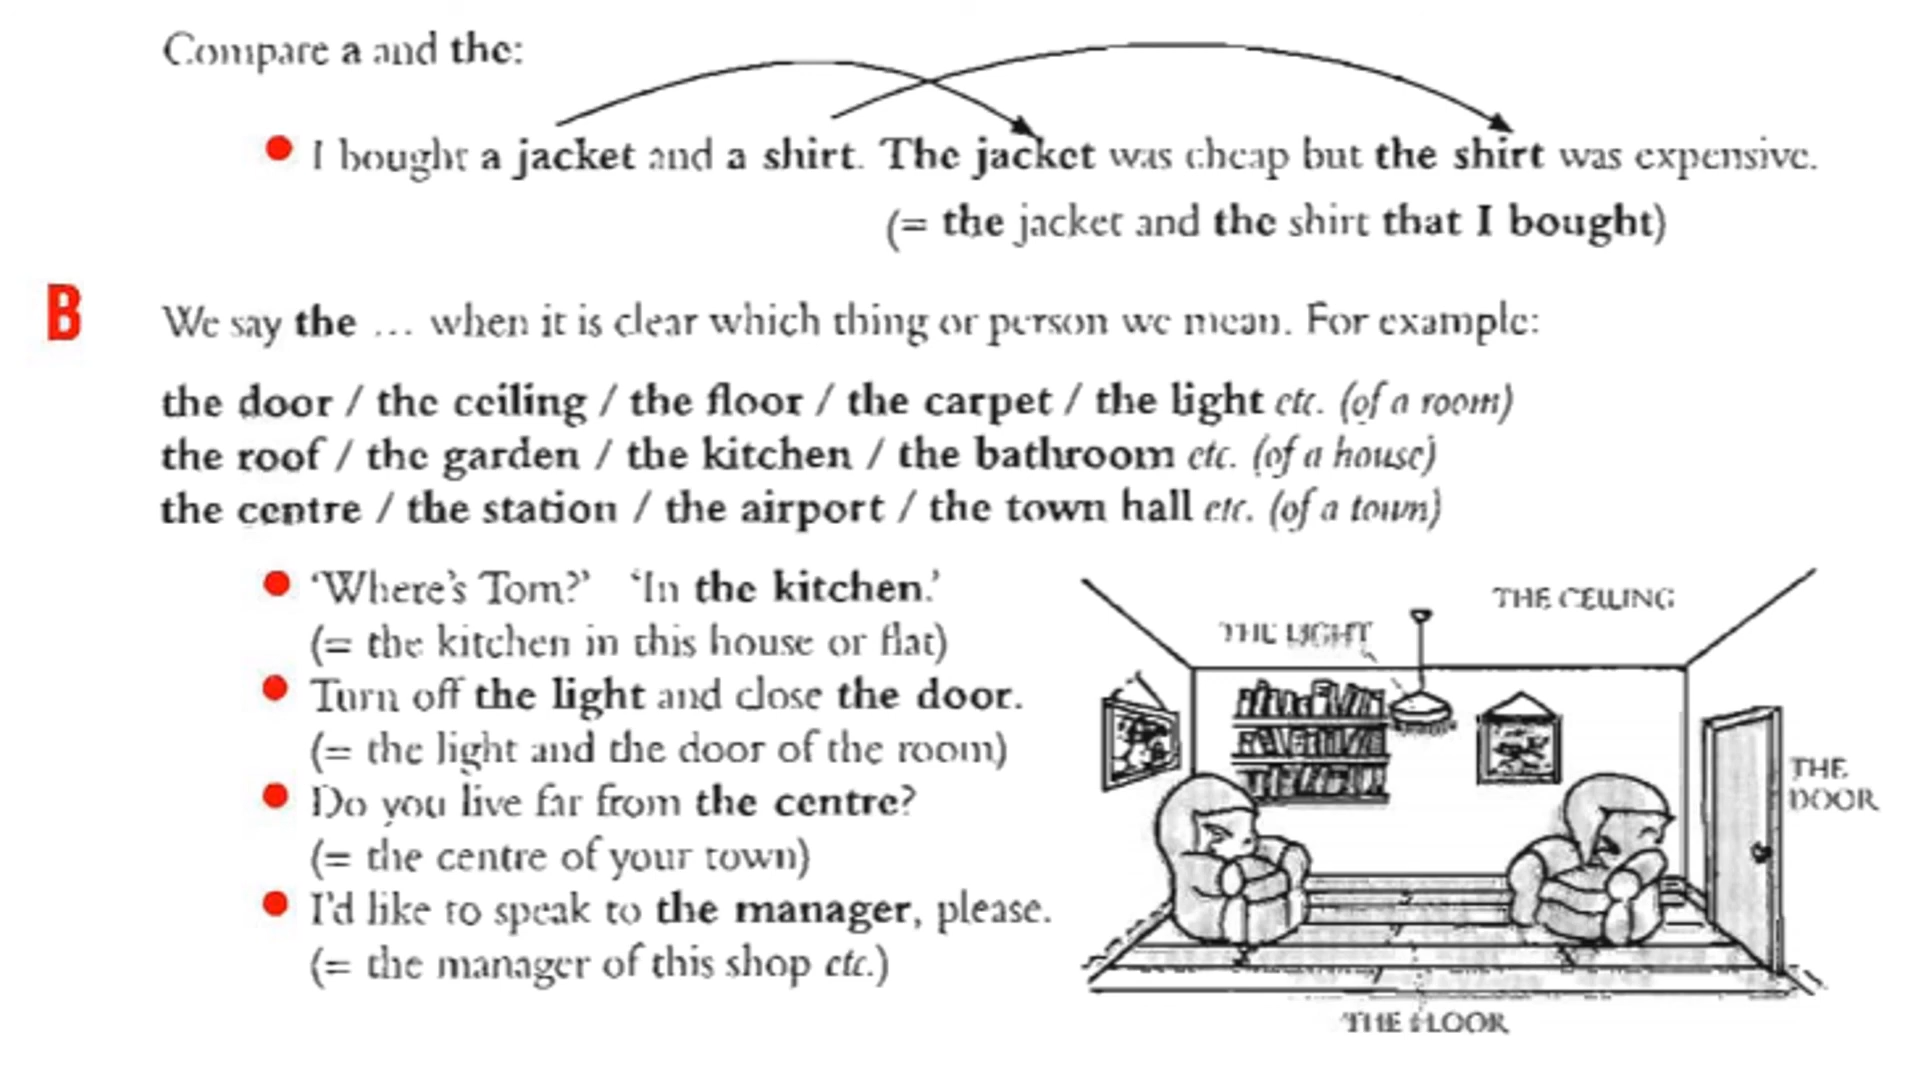 Compare a and the:
I bought a jacket and a shirt. The jacket was cheap but the shirt was expensive.
(= the jacket and the shirt that I bought)
B
We say the ... when it is clear which thing or person we mean. For example:
the door / the ceiling / the floor / the carpet / the light etc. (of a room)
the roof / the garden / the kitchen / the bathroom etc. (of a house)
the centre / the station / the airport / the town hall etc. (of a town)
‘Where’s Tom?’ ‘In the kitchen.’
(= the kitchen in this house or flat)
Turn off the light and close the door.
(= the light and the door of the room)
Do you live far from the centre?
(= the centre of your town)
I’d like to speak to the manager, please.
(= the manager of this shop etc.)
THE CEILING
THE LIGHT
THE
DOOR
THE FLOOR